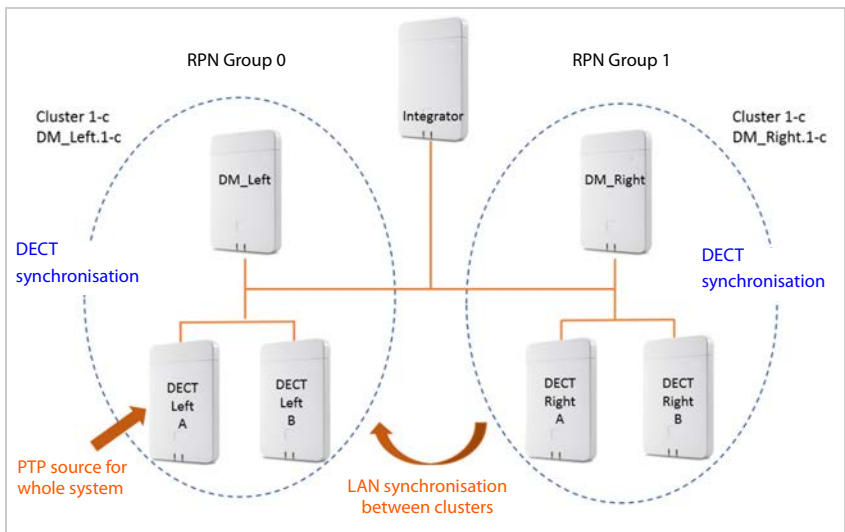 RPN Group 0
RPN Group 1
Integrator
Cluster 1-c
DM_Left.1-c
Cluster 1-c
DM_Right.1-c
DM_Left
DM_Right
DECT
synchronisation
DECT
synchronisation
DECT
Left
A
DECT
Left
B
DECT
Right
A
DECT
Right
B
PTP source for
whole system
LAN synchronisation
between clusters